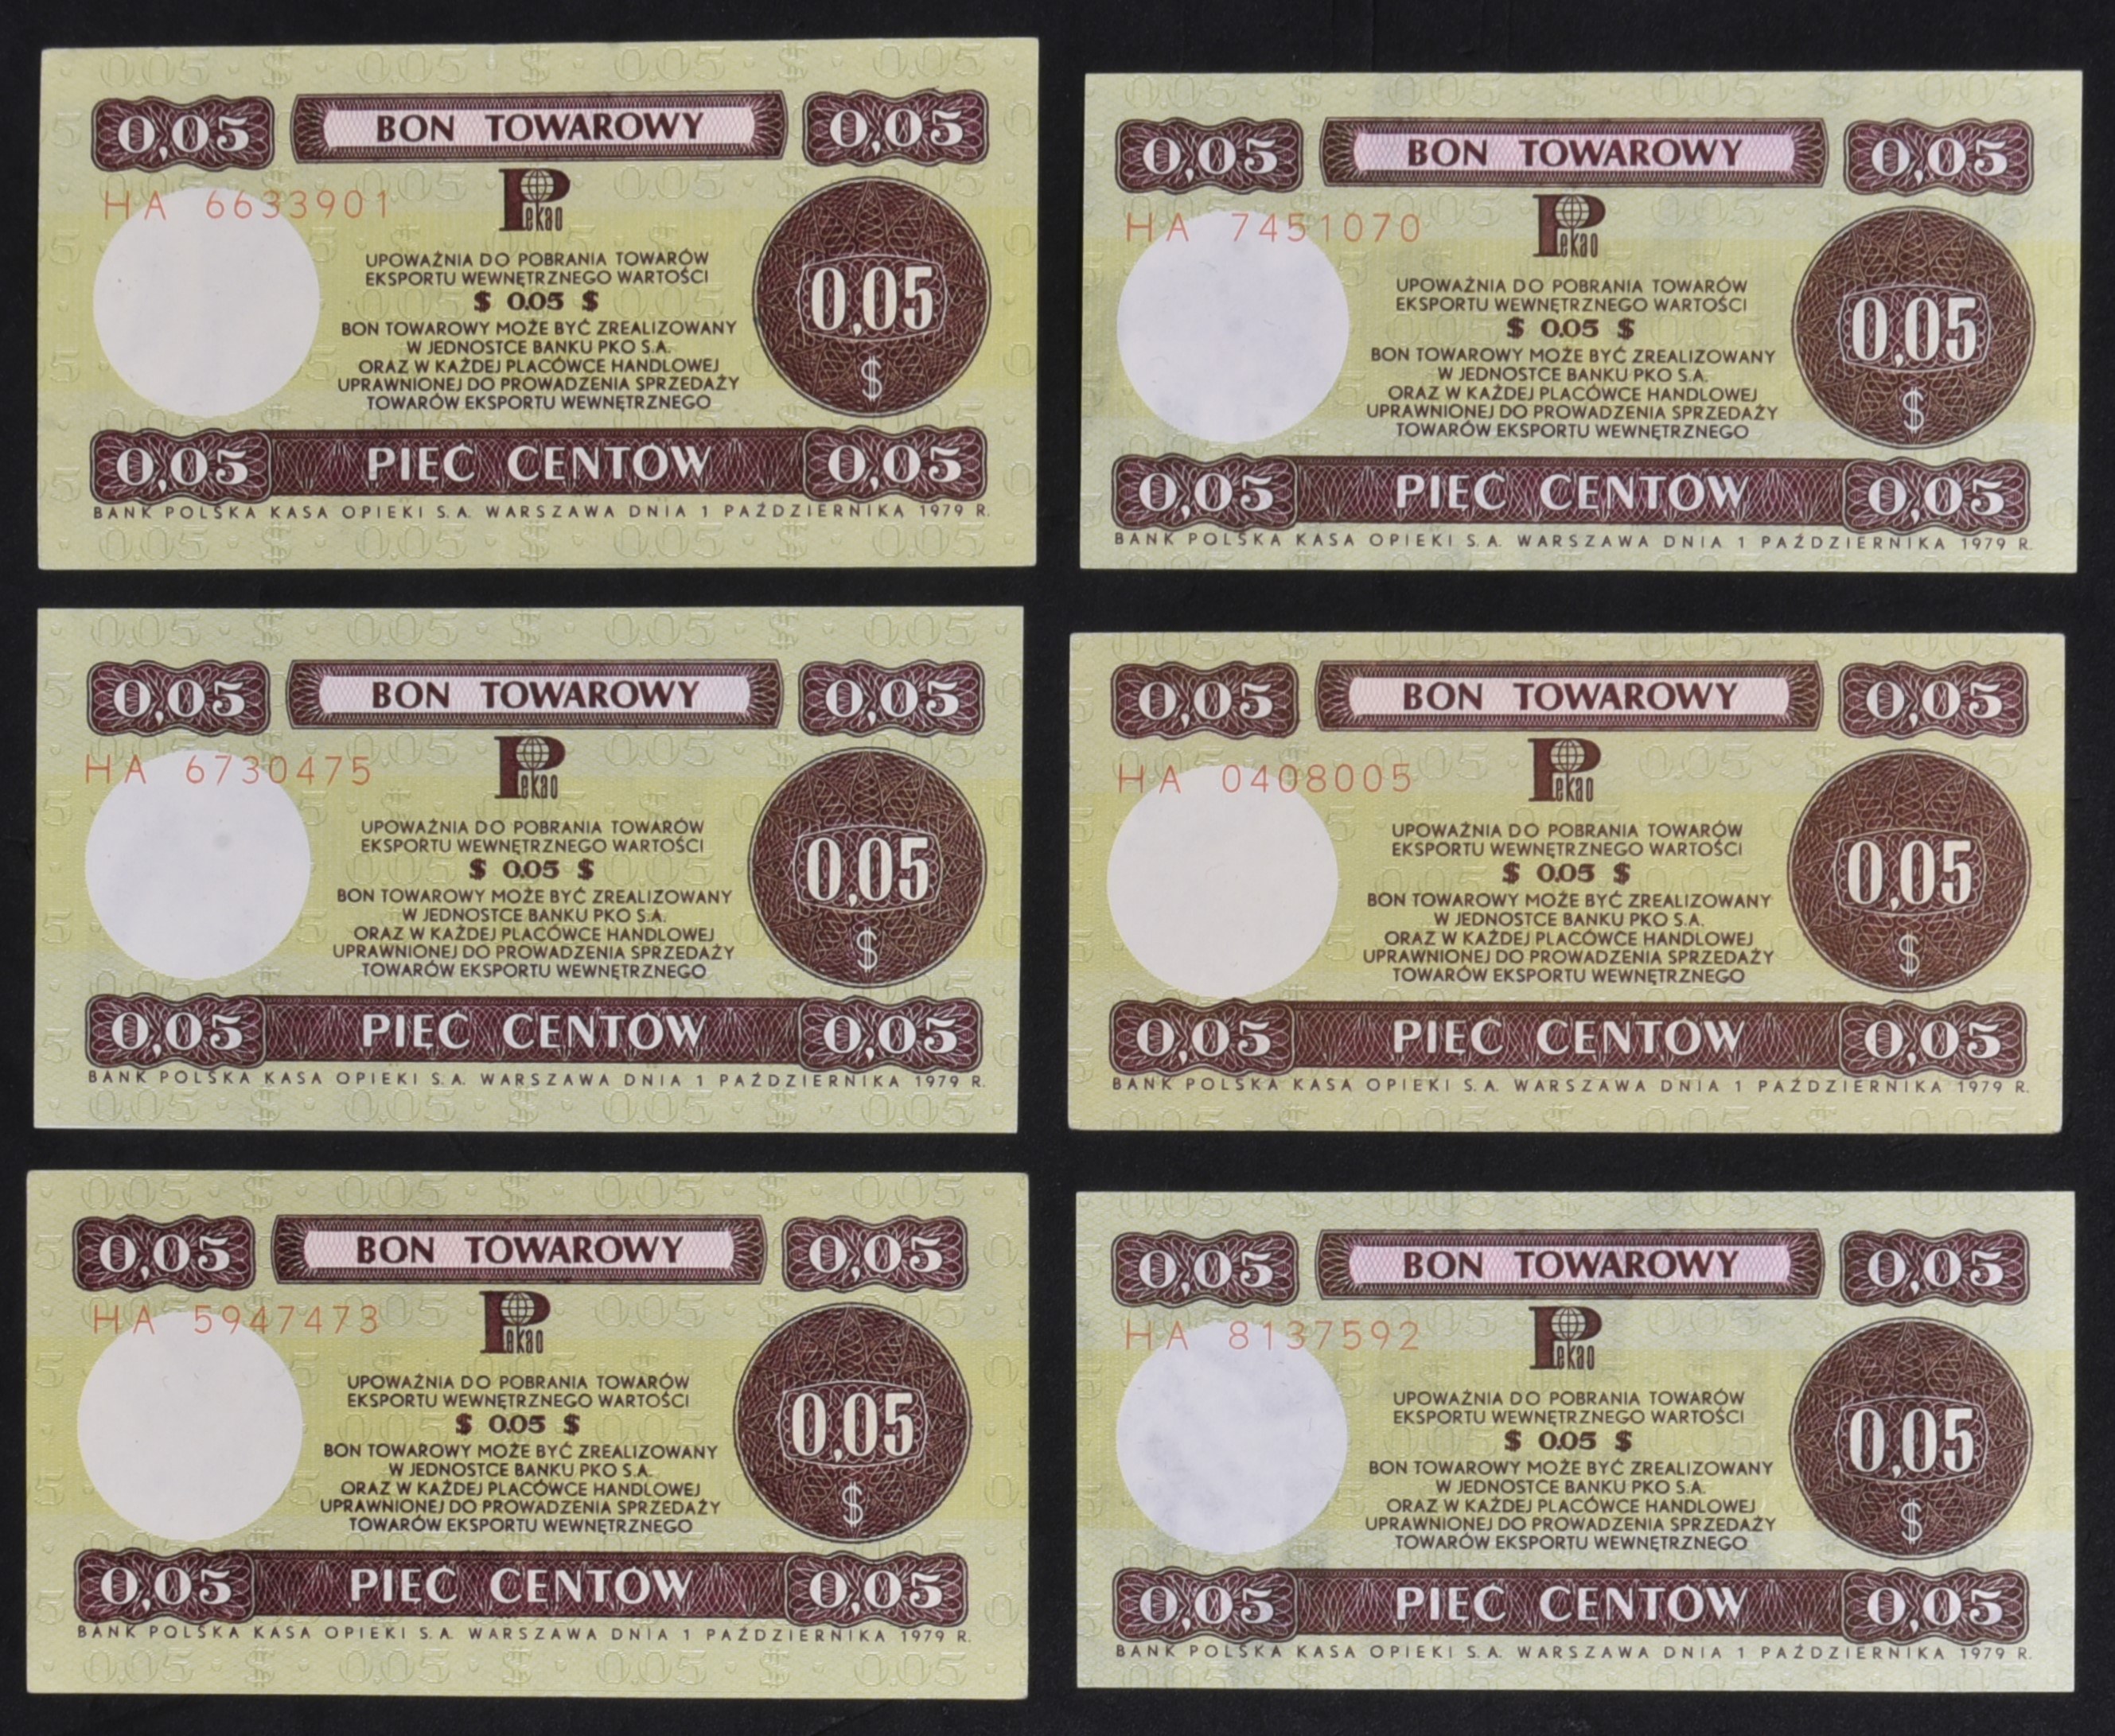 0,05 BON TOWAROWY 0,05
HA 6633901
Pekao
UPOWAŻNIA DO POBRANIA TOWARÓW
EKSPORTU WEWNĘTRZNEGO WARTOŚCI
$ 0.05 $
BON TOWAROWY MOŻE BYĆ ZREALIZOWANY
W JEDNOSTCE BANKU PKO S.A.
ORAZ W KAŻDEJ PLACÓWCE HANDLOWEJ
UPRAWNIONEJ DO PROWADZENIA SPRZEDAŻY
TOWARÓW EKSPORTU WEWNĘTRZNEGO
0,05
$
0,05 PIĘĆ CENTÓW 0,05
BANK POLSKA KASA OPIEKI S.A. WARSZAWA DNIA 1 PAŹDZIERNIKA 1979 R.
0,05 BON TOWAROWY 0,05
HA 7451070
Pekao
UPOWAŻNIA DO POBRANIA TOWARÓW
EKSPORTU WEWNĘTRZNEGO WARTOŚCI
$ 0.05 $
BON TOWAROWY MOŻE BYĆ ZREALIZOWANY
W JEDNOSTCE BANKU PKO S.A.
ORAZ W KAŻDEJ PLACÓWCE HANDLOWEJ
UPRAWNIONEJ DO PROWADZENIA SPRZEDAŻY
TOWARÓW EKSPORTU WEWNĘTRZNEGO
0,05
$
0,05 PIĘĆ CENTÓW 0,05
BANK POLSKA KASA OPIEKI S.A. WARSZAWA DNIA 1 PAŹDZIERNIKA 1979 R.
0,05 BON TOWAROWY 0,05
HA 6730475
Pekao
UPOWAŻNIA DO POBRANIA TOWARÓW
EKSPORTU WEWNĘTRZNEGO WARTOŚCI
$ 0.05 $
BON TOWAROWY MOŻE BYĆ ZREALIZOWANY
W JEDNOSTCE BANKU PKO S.A.
ORAZ W KAŻDEJ PLACÓWCE HANDLOWEJ
UPRAWNIONEJ DO PROWADZENIA SPRZEDAŻY
TOWARÓW EKSPORTU WEWNĘTRZNEGO
0,05
$
0,05 PIĘĆ CENTÓW 0,05
BANK POLSKA KASA OPIEKI S.A. WARSZAWA DNIA 1 PAŹDZIERNIKA 1979 R.
0,05 BON TOWAROWY 0,05
HA 0408005
Pekao
UPOWAŻNIA DO POBRANIA TOWARÓW
EKSPORTU WEWNĘTRZNEGO WARTOŚCI
$ 0.05 $
BON TOWAROWY MOŻE BYĆ ZREALIZOWANY
W JEDNOSTCE BANKU PKO S.A.
ORAZ W KAŻDEJ PLACÓWCE HANDLOWEJ
UPRAWNIONEJ DO PROWADZENIA SPRZEDAŻY
TOWARÓW EKSPORTU WEWNĘTRZNEGO
0,05
$
0,05 PIĘĆ CENTÓW 0,05
BANK POLSKA KASA OPIEKI S.A. WARSZAWA DNIA 1 PAŹDZIERNIKA 1979 R.
0,05 BON TOWAROWY 0,05
HA 5947473
Pekao
UPOWAŻNIA DO POBRANIA TOWARÓW
EKSPORTU WEWNĘTRZNEGO WARTOŚCI
$ 0.05 $
BON TOWAROWY MOŻE BYĆ ZREALIZOWANY
W JEDNOSTCE BANKU PKO S.A.
ORAZ W KAŻDEJ PLACÓWCE HANDLOWEJ
UPRAWNIONEJ DO PROWADZENIA SPRZEDAŻY
TOWARÓW EKSPORTU WEWNĘTRZNEGO
0,05
$
0,05 PIĘĆ CENTÓW 0,05
BANK POLSKA KASA OPIEKI S.A. WARSZAWA DNIA 1 PAŹDZIERNIKA 1979 R.
0,05 BON TOWAROWY 0,05
HA 8137592
Pekao
UPOWAŻNIA DO POBRANIA TOWARÓW
EKSPORTU WEWNĘTRZNEGO WARTOŚCI
$ 0.05 $
BON TOWAROWY MOŻE BYĆ ZREALIZOWANY
W JEDNOSTCE BANKU PKO S.A.
ORAZ W KAŻDEJ PLACÓWCE HANDLOWEJ
UPRAWNIONEJ DO PROWADZENIA SPRZEDAŻY
TOWARÓW EKSPORTU WEWNĘTRZNEGO
0,05
$
0,05 PIĘĆ CENTÓW 0,05
BANK POLSKA KASA OPIEKI S.A. WARSZAWA DNIA 1 PAŹDZIERNIKA 1979 R.